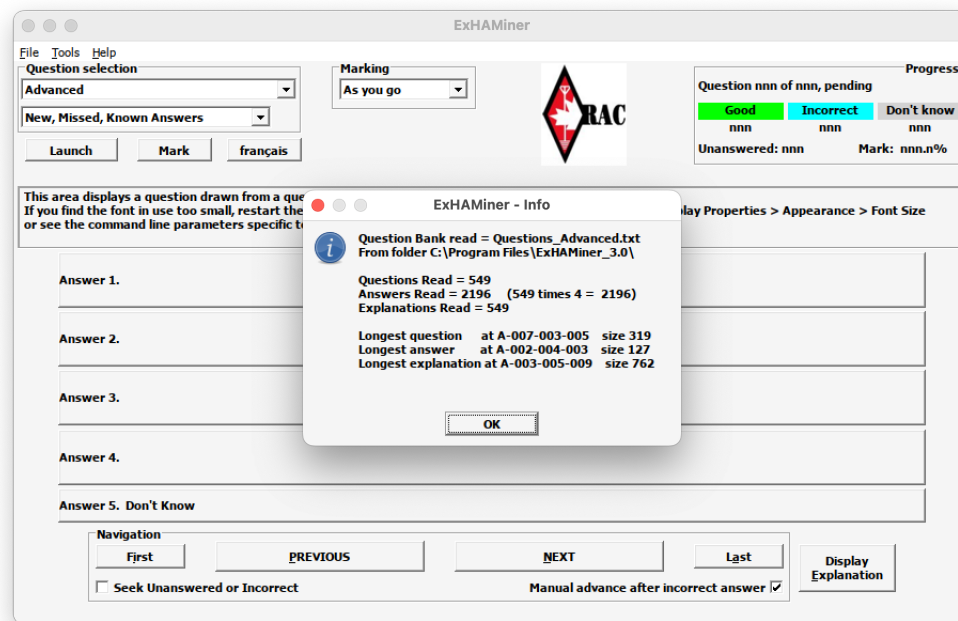 ExHAMiner
File Tools Help
Question selection
Advanced
New, Missed, Known Answers
Launch Mark français
Marking
As you go
RAC
Progress
Question nnn of nnn, pending
Good Incorrect Don't know
nnn nnn nnn
Unanswered: nnn Mark: nnn.n%
This area displays a question drawn from a que
If you find the font in use too small, restart the
or see the command line parameters specific t
lay Properties > Appearance > Font Size
ExHAMiner - Info
Question Bank read = Questions_Advanced.txt
From folder C:\Program Files\ExHAMiner_3.0\
Questions Read = 549
Answers Read = 2196 (549 times 4 = 2196)
Explanations Read = 549
Longest question at A-007-003-005 size 319
Longest answer at A-002-004-003 size 127
Longest explanation at A-003-005-009 size 762
OK
Answer 1.
Answer 2.
Answer 3.
Answer 4.
Answer 5. Don't Know
Navigation
First PREVIOUS NEXT Last
Seek Unanswered or Incorrect Manual advance after incorrect answer
Display
Explanation